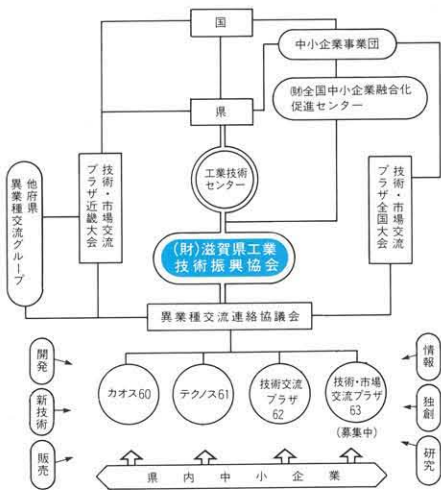 国
中小企業事業団
㈶全国中小企業融合化
促進センター
県
工業技術
センター
他府県
異業種交流グループ
技術・市場交流
プラザ近畿大会
技術・市場交流
プラザ全国大会
(財)滋賀県工業
技術振興協会
異業種交流連絡協議会
開発
新技術
販売
カオス60
テクノス61
技術交流
プラザ
62
技術・市場
交流プラザ
63
(募集中)
情報
独創
研究
県内中小企業